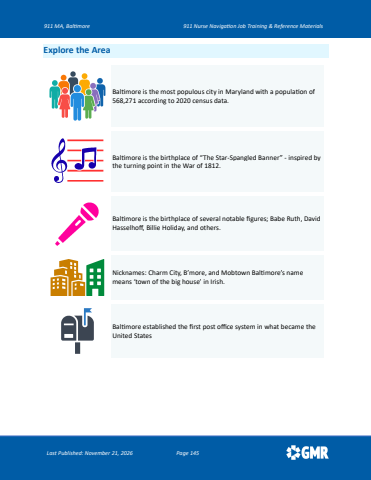 911 MA, Baltimore 911 Nurse Navigation Job Training & Reference Materials
Explore the Area
Baltimore is the most populous city in Maryland with a population of
568,271 according to 2020 census data.
Baltimore is the birthplace of “The Star-Spangled Banner” - inspired by
the turning point in the War of 1812.
Baltimore is the birthplace of several notable figures; Babe Ruth, David
Hasselhoff, Billie Holiday, and others.
Nicknames: Charm City, B’more, and Mobtown Baltimore’s name
means ‘town of the big house’ in Irish.
Baltimore established the first post office system in what became the
United States
Last Published: November 21, 2026 Page 145
GMR